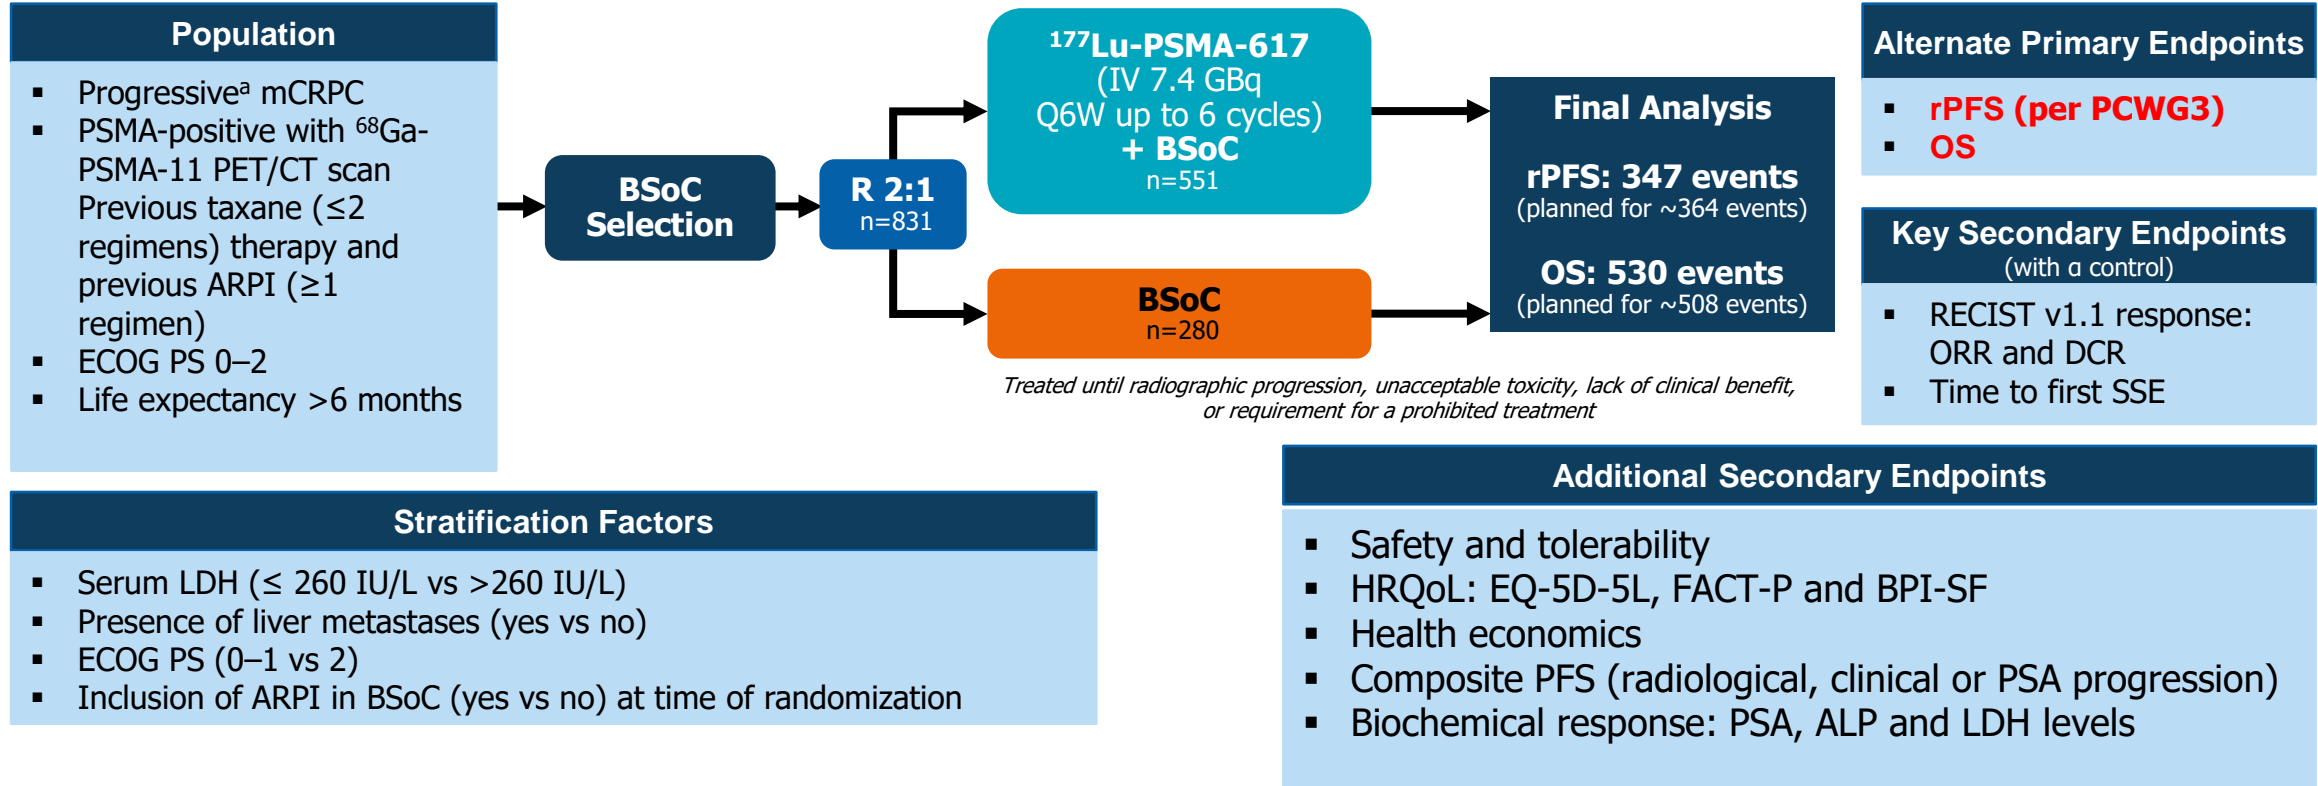 Population
▪ Progressiveᵃ mCRPC
▪ PSMA-positive with ⁶⁸Ga-
PSMA-11 PET/CT scan
Previous taxane (≤2
regimens) therapy and
previous ARPI (≥1
regimen)
▪ ECOG PS 0–2
▪ Life expectancy >6 months
BSoC
Selection
R 2:1
n=831
¹⁷⁷Lu-PSMA-617
(IV 7.4 GBq
Q6W up to 6 cycles)
+ BSoC
n=551
BSoC
n=280
Treated until radiographic progression, unacceptable toxicity, lack of clinical benefit,
or requirement for a prohibited treatment
Final Analysis
rPFS: 347 events
(planned for ~364 events)
OS: 530 events
(planned for ~508 events)
Alternate Primary Endpoints
▪ rPFS (per PCWG3)
▪ OS
Key Secondary Endpoints
(with α control)
▪ RECIST v1.1 response:
ORR and DCR
▪ Time to first SSE
Stratification Factors
▪ Serum LDH (≤ 260 IU/L vs >260 IU/L)
▪ Presence of liver metastases (yes vs no)
▪ ECOG PS (0–1 vs 2)
▪ Inclusion of ARPI in BSoC (yes vs no) at time of randomization
Additional Secondary Endpoints
▪ Safety and tolerability
▪ HRQoL: EQ-5D-5L, FACT-P and BPI-SF
▪ Health economics
▪ Composite PFS (radiological, clinical or PSA progression)
▪ Biochemical response: PSA, ALP and LDH levels